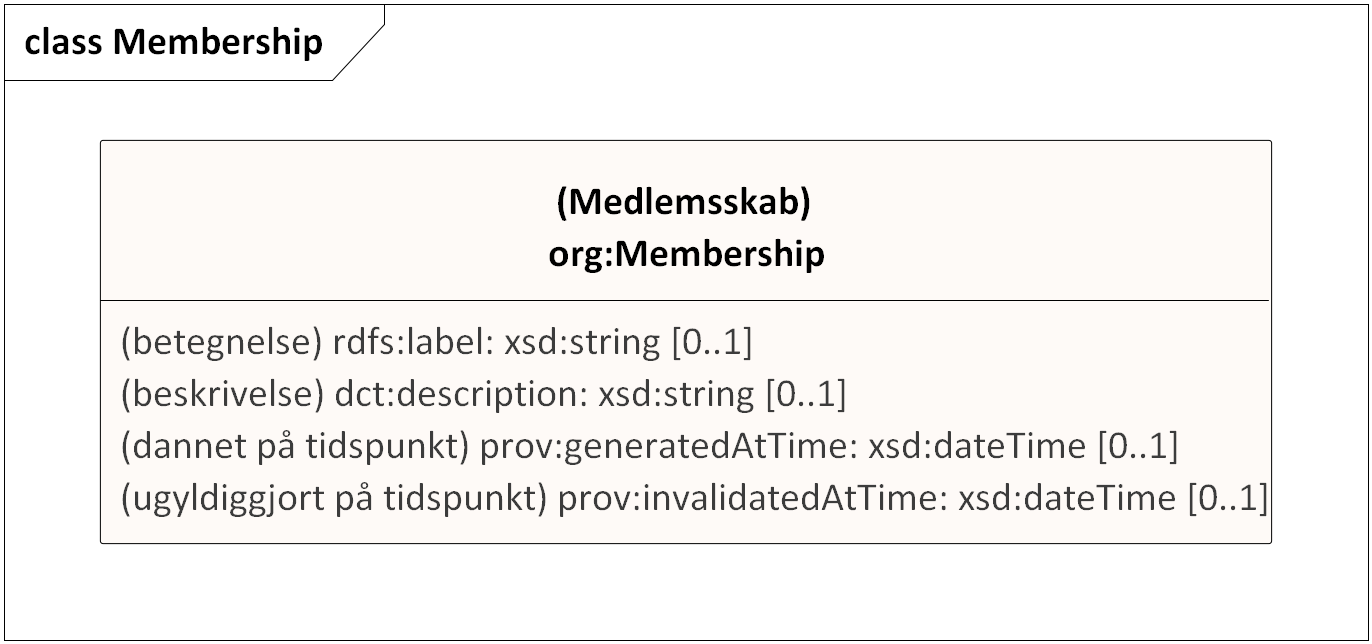 class Membership
(Medlemsskab)
org:Membership
(betegnelse) rdfs:label: xsd:string [0..1]
(beskrivelse) dct:description: xsd:string [0..1]
(dannet på tidspunkt) prov:generatedAtTime: xsd:dateTime [0..1]
(ugyldiggjort på tidspunkt) prov:invalidatedAtTime: xsd:dateTime [0..1]